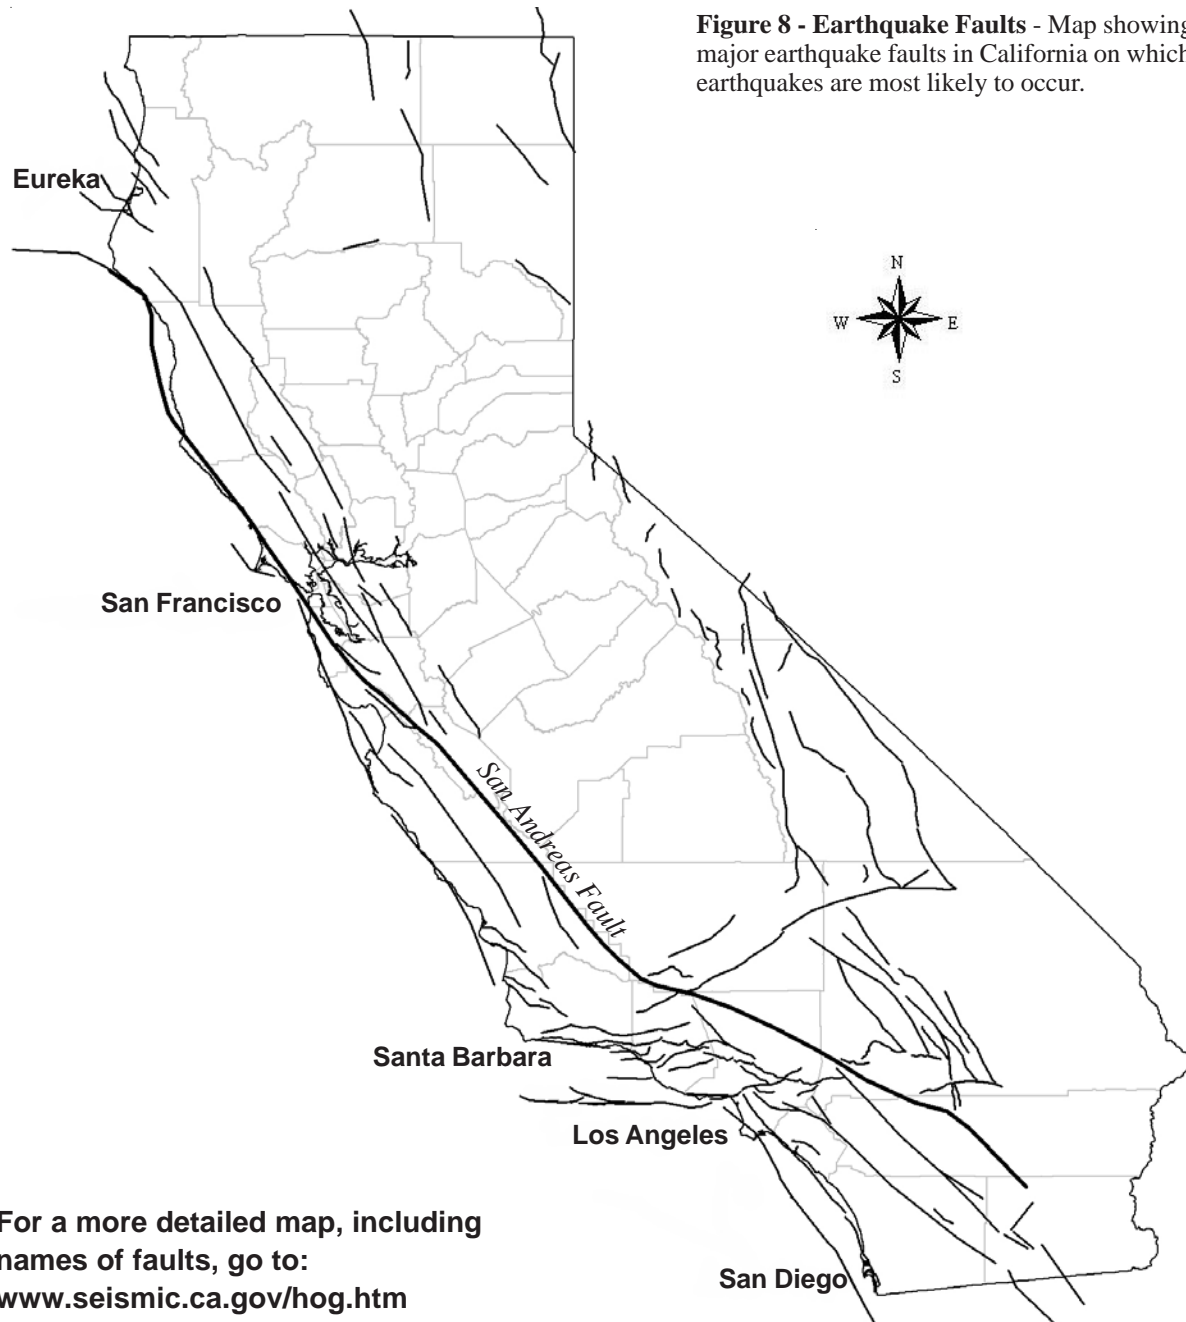 Figure 8 - Earthquake Faults - Map showing
major earthquake faults in California on which
earthquakes are most likely to occur.
Eureka
N
W E
S
San Francisco
San Andreas Fault
Santa Barbara
Los Angeles
San Diego
For a more detailed map, including
names of faults, go to:
www.seismic.ca.gov/hog.htm